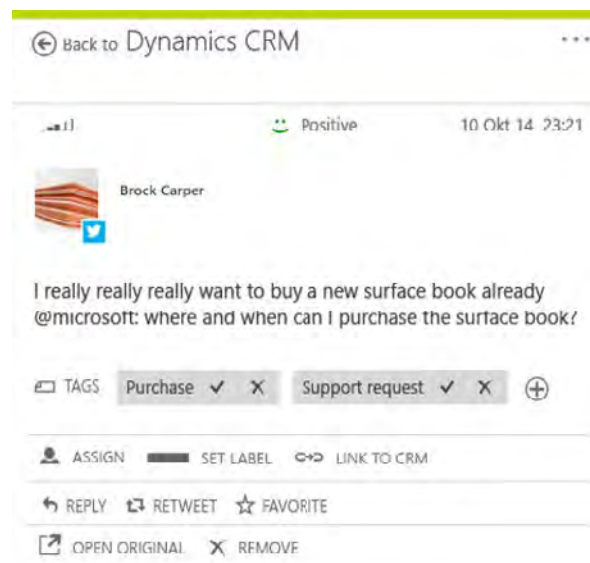 Back to Dynamics CRM
Positive 10 Okt 14 23:21
Brock Carper
I really really really want to buy a new surface book already
@microsoft: where and when can I purchase the surface book?
TAGS Purchase Support request
ASSIGN SET LABEL LINK TO CRM
REPLY RETWEET FAVORITE
OPEN ORIGINAL REMOVE